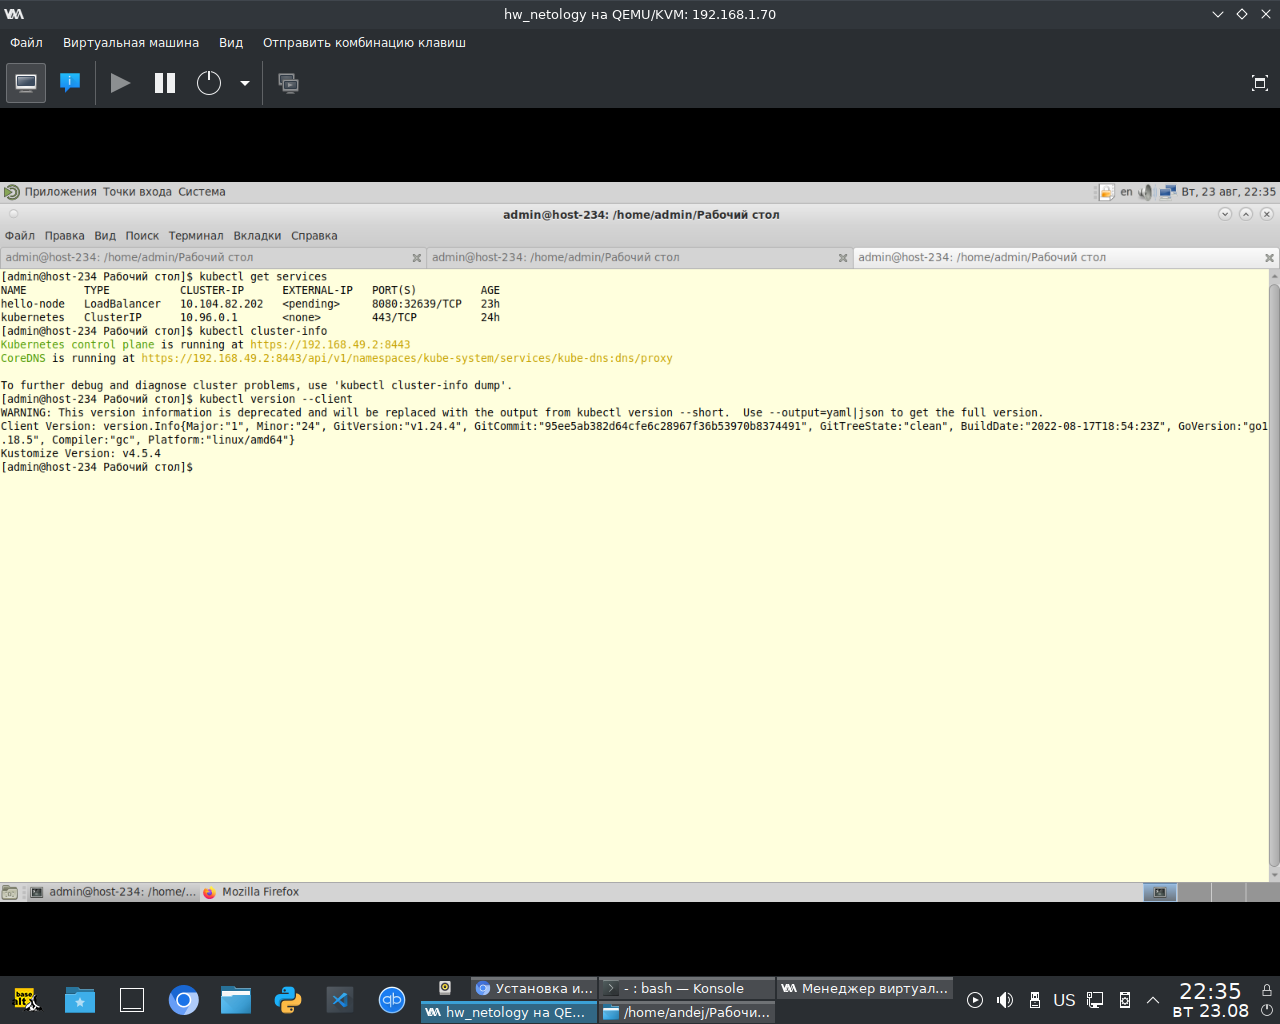 hw_netology на QEMU/KVM: 192.168.1.70
Файл Виртуальная машина Вид Отправить комбинацию клавиш
Приложения Точки входа Система en Вт, 23 авг, 22:35
admin@host-234: /home/admin/Рабочий стол
Файл Правка Вид Поиск Терминал Вкладки Справка
admin@host-234: /home/admin/Рабочий стол admin@host-234: /home/admin/Рабочий стол admin@host-234: /home/admin/Рабочий стол
[admin@host-234 Рабочий стол]$ kubectl get services
NAME TYPE CLUSTER-IP EXTERNAL-IP PORT(S) AGE
hello-node LoadBalancer 10.104.82.202 <pending> 8080:32639/TCP 23h
kubernetes ClusterIP 10.96.0.1 <none> 443/TCP 24h
[admin@host-234 Рабочий стол]$ kubectl cluster-info
Kubernetes control plane is running at https://192.168.49.2:8443
CoreDNS is running at https://192.168.49.2:8443/api/v1/namespaces/kube-system/services/kube-dns:dns/proxy
To further debug and diagnose cluster problems, use 'kubectl cluster-info dump'.
[admin@host-234 Рабочий стол]$ kubectl version --client
WARNING: This version information is deprecated and will be replaced with the output from kubectl version --short.  Use --output=yaml|json to get the full version.
Client Version: version.Info{Major:"1", Minor:"24", GitVersion:"v1.24.4", GitCommit:"95ee5ab382d64cfe6c28967f36b53970b8374491", GitTreeState:"clean", BuildDate:"2022-08-17T18:54:23Z", GoVersion:"go1
.18.5", Compiler:"gc", Platform:"linux/amd64"}
Kustomize Version: v4.5.4
[admin@host-234 Рабочий стол]$
admin@host-234: /home/... Mozilla Firefox
base alt
qb
Установка и... - : bash — Konsole Менеджер виртуал...
hw_netology на QE... /home/andej/Рабочи...
US
22:35
вт 23.08